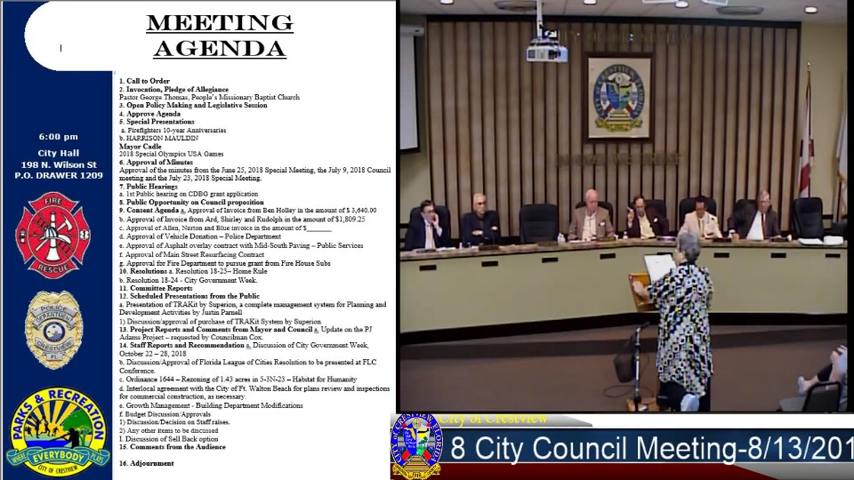 MEETING
AGENDA
1. Call to Order
2. Invocation, Pledge of Allegiance
Pastor George Thomas, People's Missionary Baptist Church
3. Open Policy Making and Legislative Session
4. Approve Agenda
5. Special Presentations
a. Firefighters 10-year Anniversaries
b. HARRISON MAULDIN
Mayor Cadle
2018 Special Olympics USA Games
6. Approval of Minutes
Approval of the minutes from the June 25, 2018 Special Meeting, the July 9, 2018 Council
meeting and the July 23, 2018 Special Meeting.
7. Public Hearings
a. 1st Public hearing on CDBG grant application
8. Public Opportunity on Council proposition
9. Consent Agenda a. Approval of Invoice from Ben Holley in the amount of $ 3,640.00
b. Approval of Invoice from Ard, Shirley and Rudolph in the amount of $1,809.25
c. Approval of Allen, Norton and Blue invoice in the amount of $______
d. Approval of Vehicle Donation – Police Department
e. Approval of Asphalt overlay contract with Mid-South Paving – Public Services
f. Approval of Main Street Resurfacing Contract
g. Approval for Fire Department to pursue grant from Fire House Subs
10. Resolutions a. Resolution 18-23– Home Rule
b. Resolution 18-24 - City Government Week.
11. Committee Reports
12. Scheduled Presentations from the Public
a. Presentation of TRAKit by Superion, a complete management system for Planning and
Development Activities by Justin Parnell
1) Discussion/approval of purchase of TRAKit System by Superion
13. Project Reports and Comments from Mayor and Council a. Update on the PJ
Adams Project – requested by Councilman Cox.
14. Staff Reports and Recommendation a. Discussion of City Government Week,
October 22 – 28, 2018
b. Discussion/Approval of Florida League of Cities Resolution to be presented at FLC
Conference.
c. Ordinance 1644 – Rezoning of 1.43 acres in 5-3N-23 – Habitat for Humanity
d. Interlocal agreement with the City of Ft. Walton Beach for plans review and inspections
for commercial construction, as necessary.
e. Growth Management - Building Department Modifications
f. Budget Discussion/Approvals
1) Discussion/Decision on Staff raises.
2) Any other items to be discussed
I. Discussion of Sell Back option
15. Comments from the Audience
16. Adjournment
6:00 pm
City Hall
198 N. Wilson St
P.O. DRAWER 1209
FIRE
RESCUE
POLICE
PARKS & RECREATION
EVERYBODY
CITY OF CRESTVIEW
City of Crestview
8 City Council Meeting-8/13/201